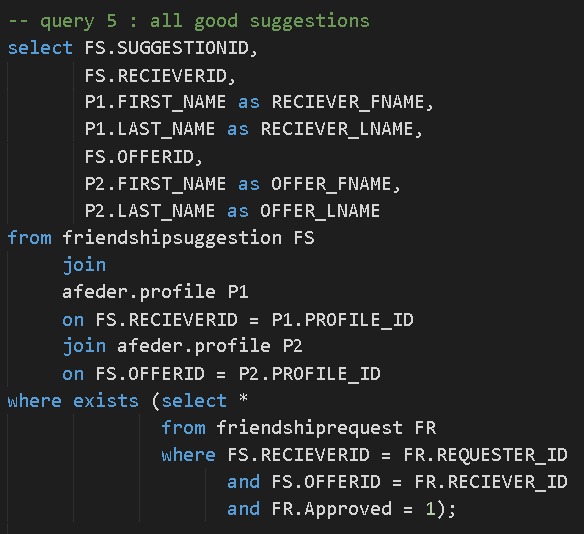 -- query 5 : all good suggestions
select FS.SUGGESTIONID,
FS.RECIEVERID,
P1.FIRST_NAME as RECIEVER_FNAME,
P1.LAST_NAME as RECIEVER_LNAME,
FS.OFFERID,
P2.FIRST_NAME as OFFER_FNAME,
P2.LAST_NAME as OFFER_LNAME
from friendshipsuggestion FS
join
afeder.profile P1
on FS.RECIEVERID = P1.PROFILE_ID
join afeder.profile P2
on FS.OFFERID = P2.PROFILE_ID
where exists (select *
from friendshiprequest FR
where FS.RECIEVERID = FR.REQUESTER_ID
and FS.OFFERID = FR.RECIEVER_ID
and FR.Approved = 1);